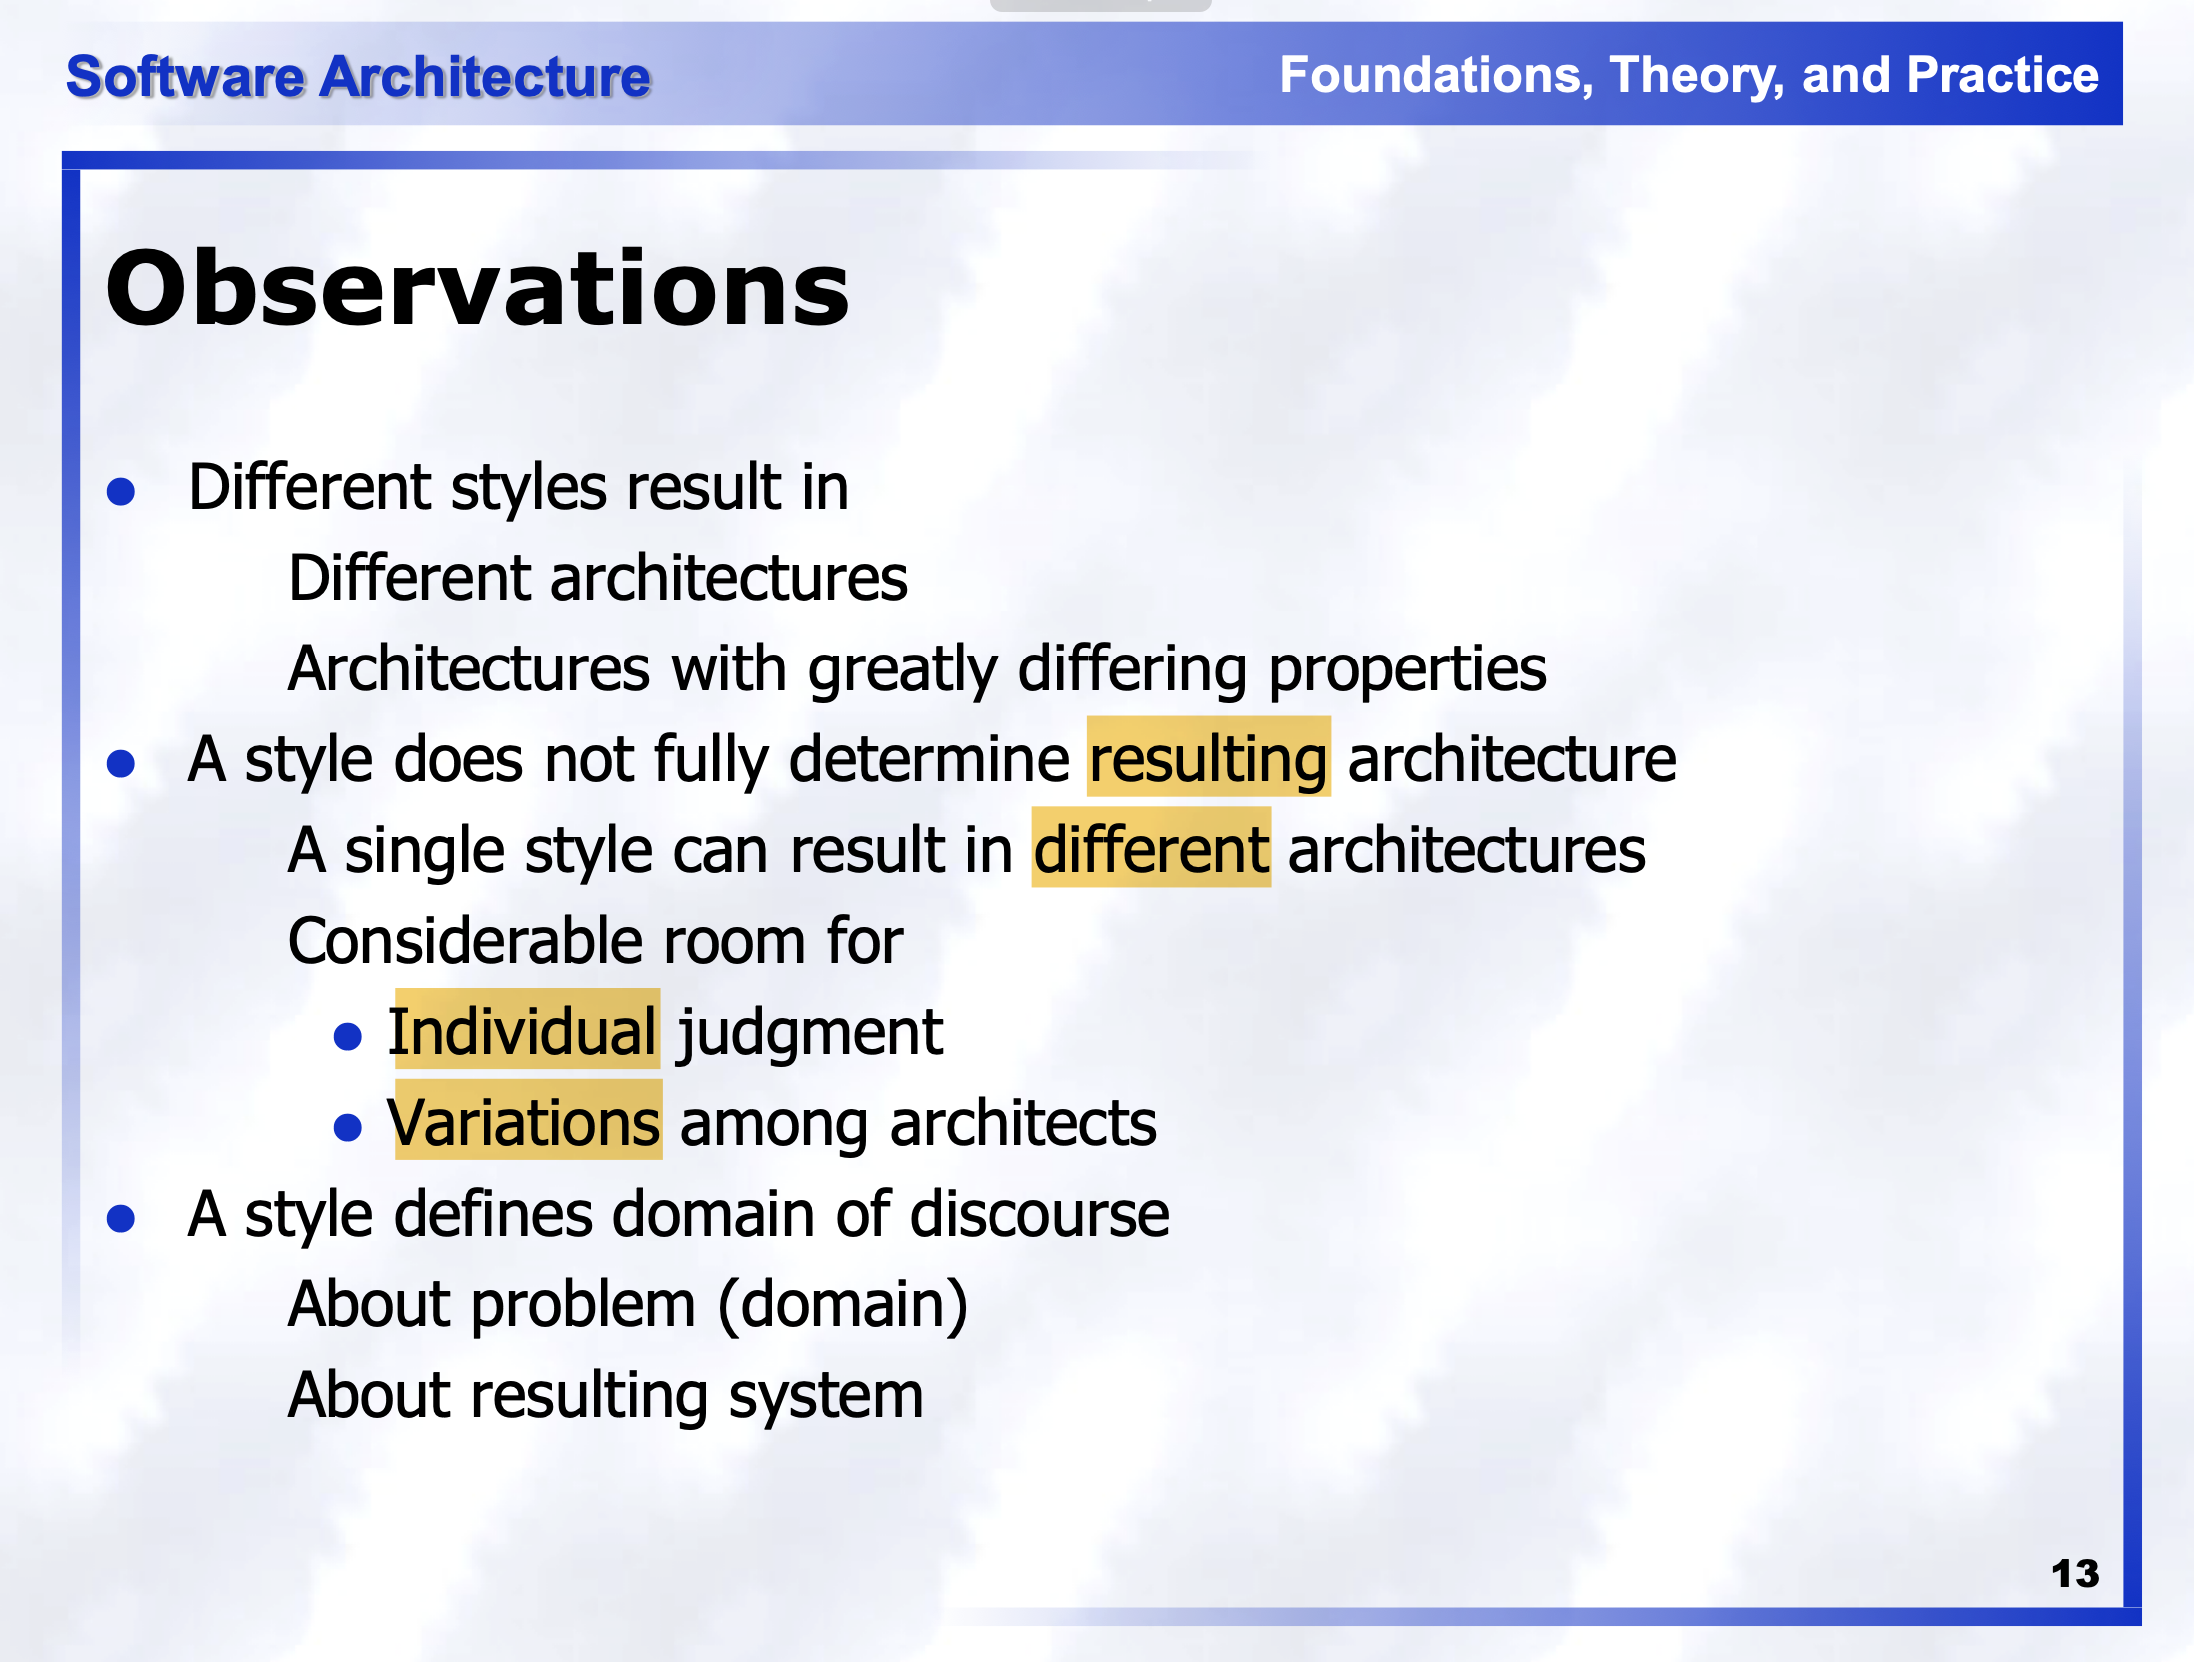 Software Architecture
Foundations, Theory, and Practice
Observations
Different styles result in
Different architectures
Architectures with greatly differing properties
A style does not fully determine resulting architecture
A single style can result in different architectures
Considerable room for
Individual judgment
Variations among architects
A style defines domain of discourse
About problem (domain)
About resulting system
13